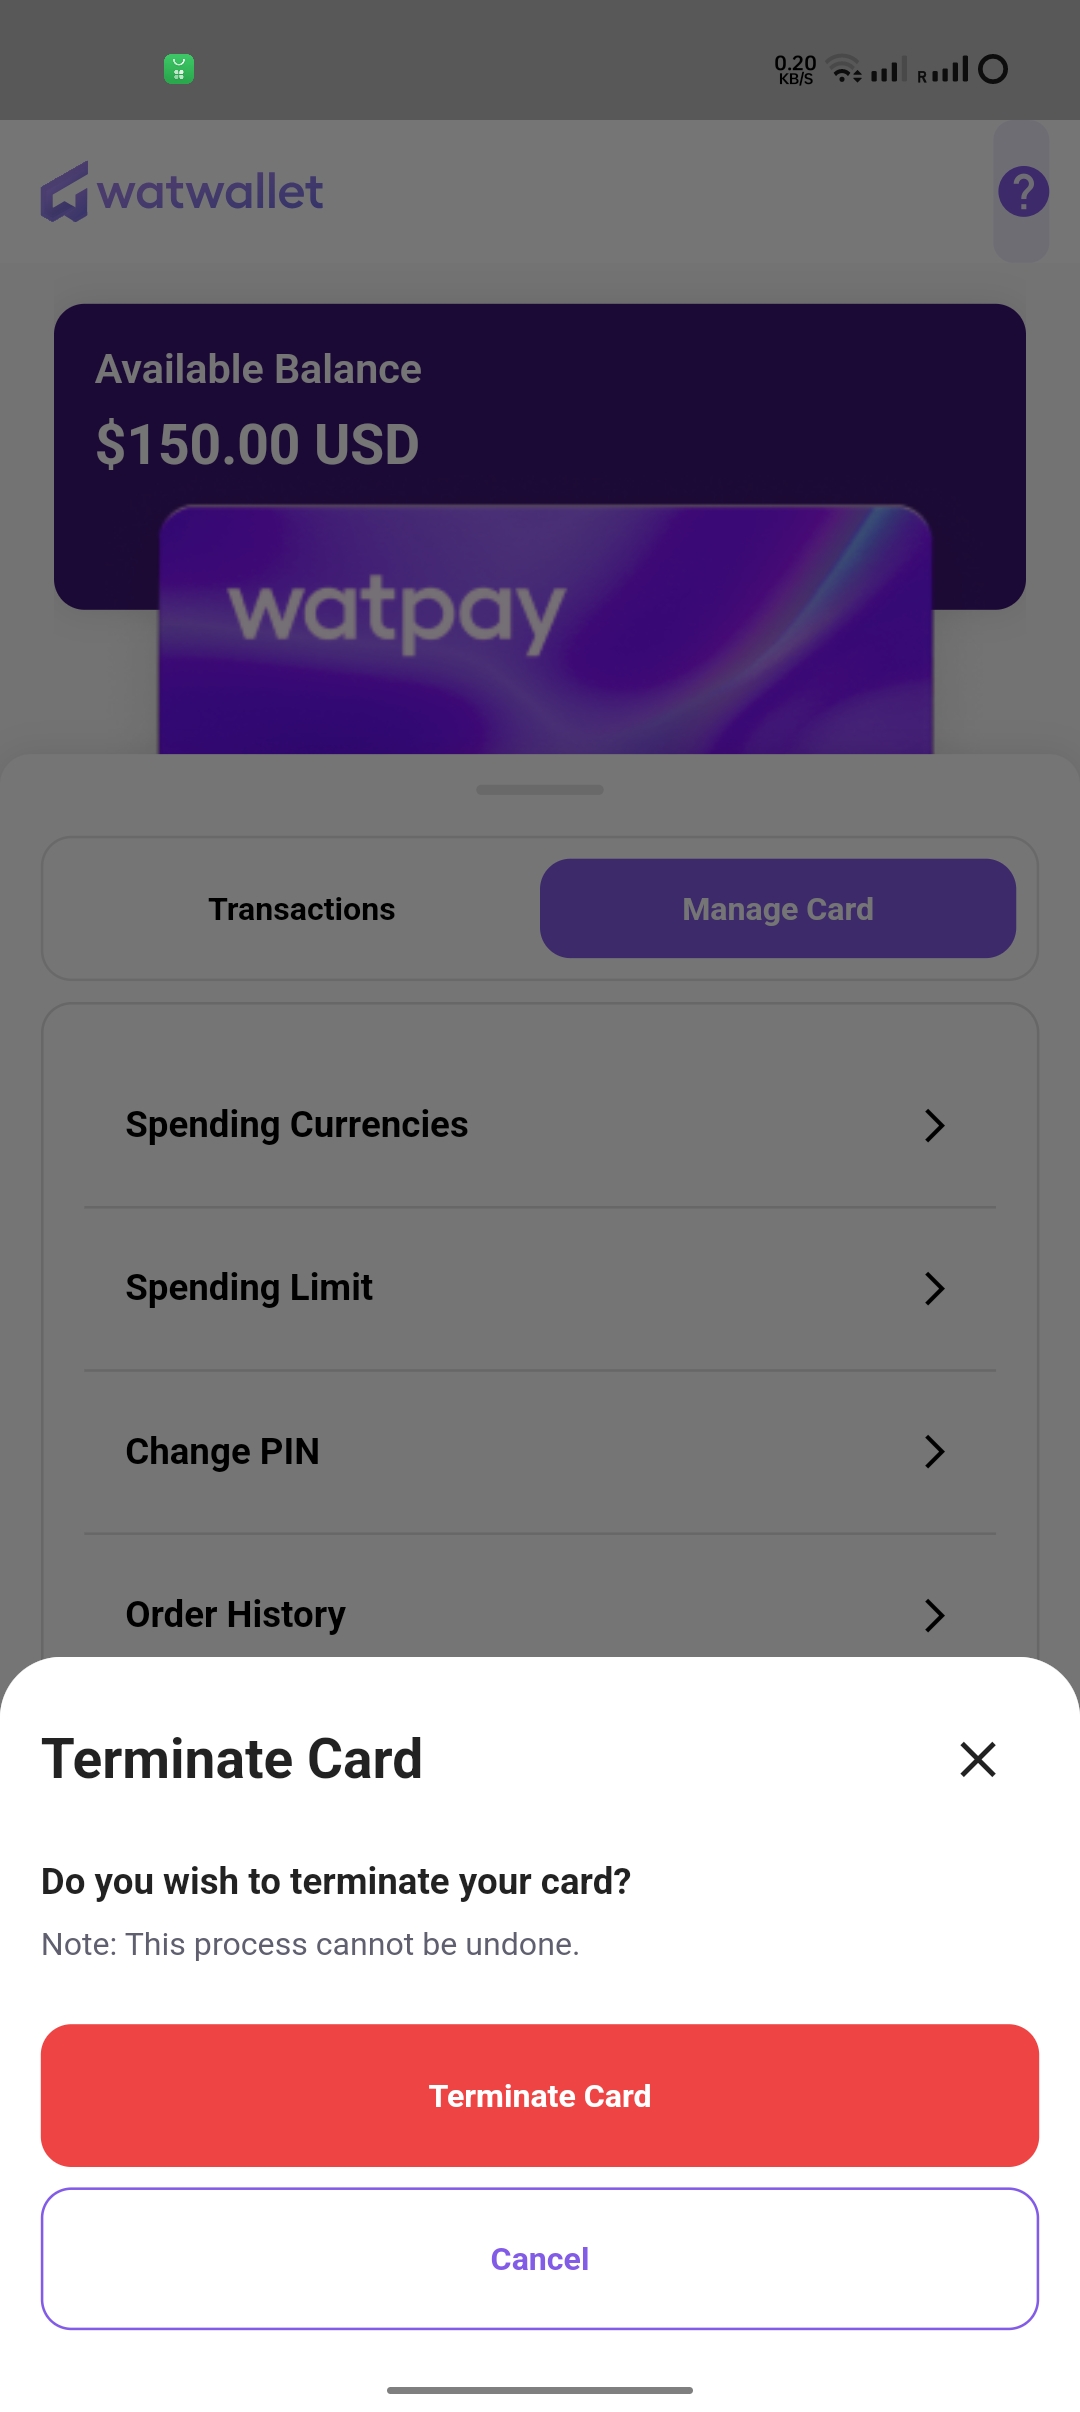 0.20
KB/S
R
watwallet
?
Available Balance
$150.00 USD
watpay
Transactions
Manage Card
Spending Currencies
Spending Limit
Change PIN
Order History
Terminate Card
Do you wish to terminate your card?
Note: This process cannot be undone.
Terminate Card
Cancel